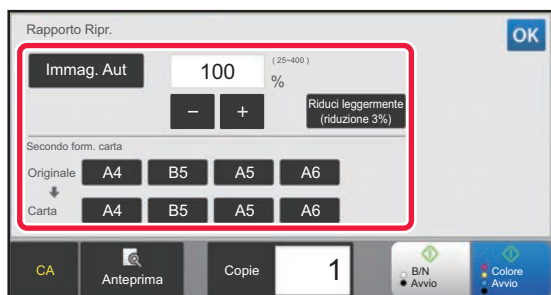 Rapporto Ripr.
OK
Immag. Aut
100
(25~400)
%
− +
Riduci leggermente
(riduzione 3%)
Secondo form. carta
Originale A4 B5 A5 A6
Carta A4 B5 A5 A6
CA
Anteprima
Copie
1
B/N
Avvio
Colore
Avvio